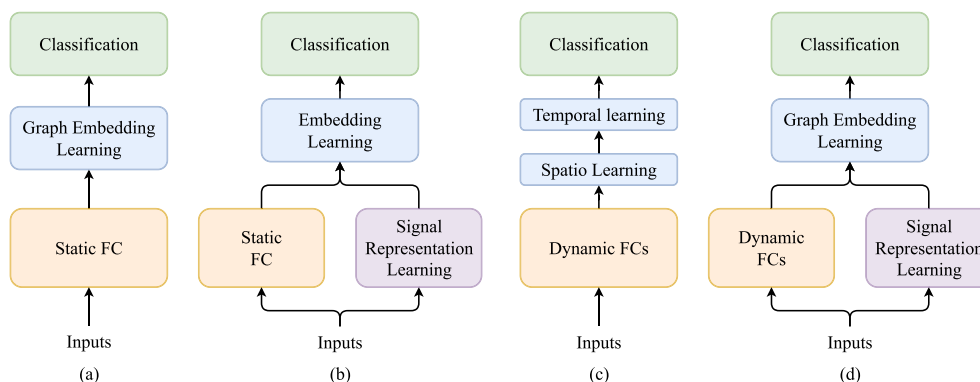 Classification
Graph Embedding
Learning
Static FC
Inputs
(a)
Classification
Embedding
Learning
Static
FC
Signal
Representation
Learning
Inputs
(b)
Classification
Temporal learning
Spatio Learning
Dynamic FCs
Inputs
(c)
Classification
Graph Embedding
Learning
Dynamic
FCs
Signal
Representation
Learning
Inputs
(d)